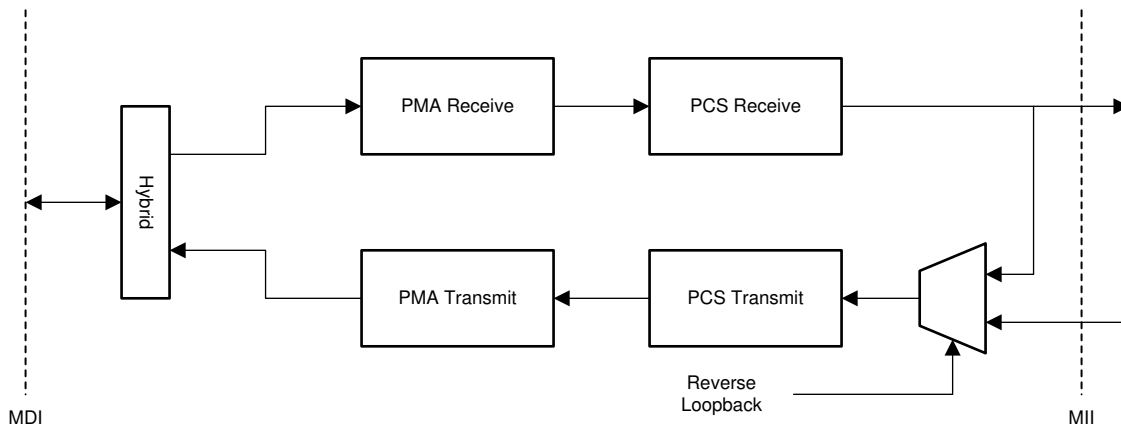 PMA Receive
PCS Receive
Hybrid
PMA Transmit
PCS Transmit
Reverse
Loopback
MDI
MII